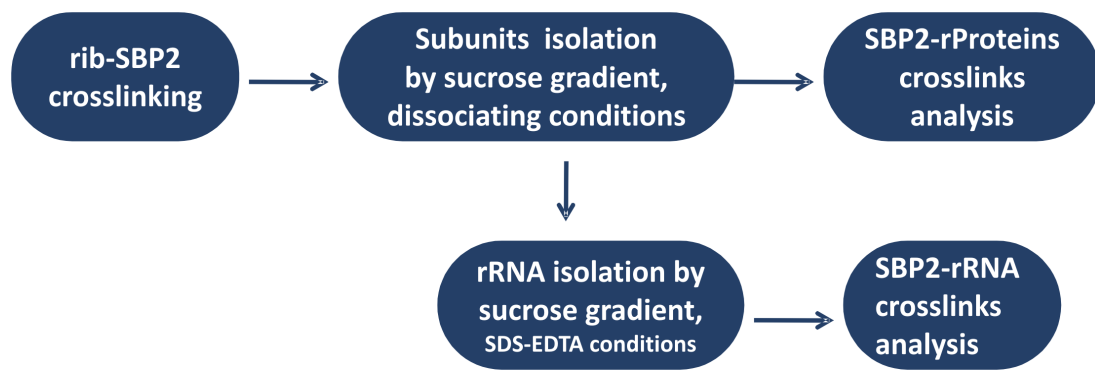 rib-SBP2
crosslinking
Subunits isolation
by sucrose gradient,
dissociating conditions
SBP2-rProteins
crosslinks
analysis
rRNA isolation by
sucrose gradient,
SDS-EDTA conditions
SBP2-rRNA
crosslinks
analysis